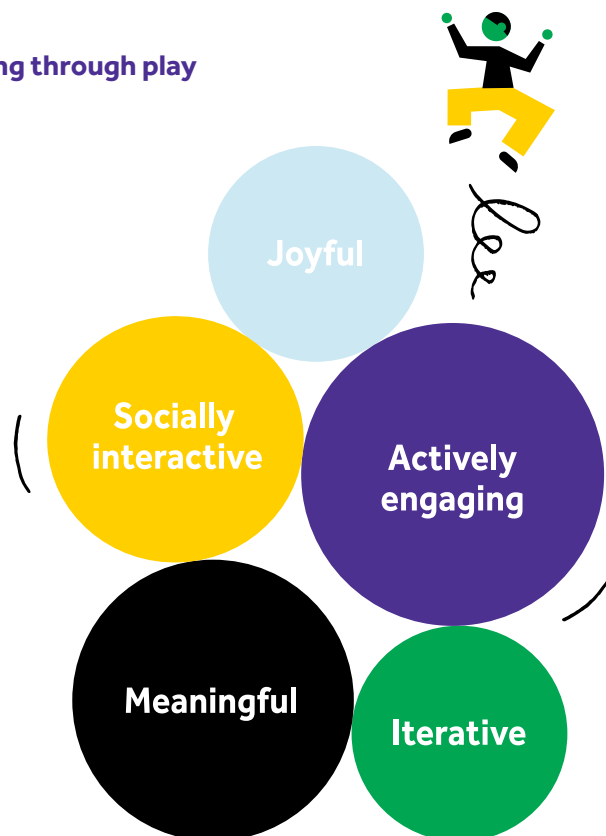 ng through play
Joyful
Socially
interactive
Actively
engaging
Meaningful
Iterative